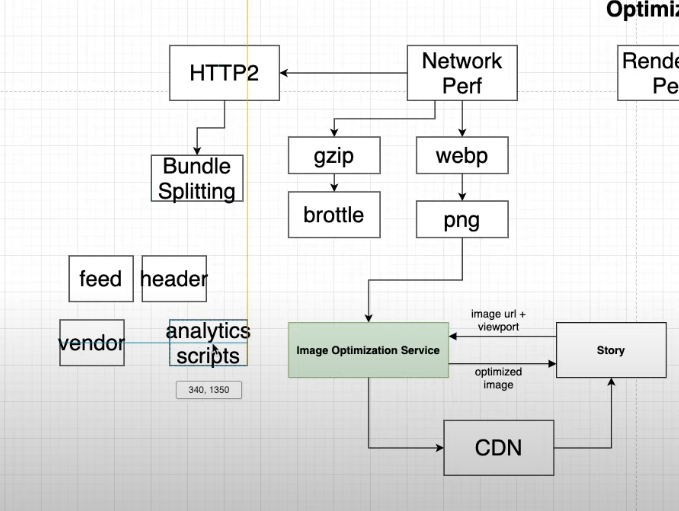 Optimiz
HTTP2
Network
Perf
Rende
Pe
Bundle
Splitting
gzip
webp
brottle
png
feed
header
vendor
analytics
scripts
340, 1350
Image Optimization Service
image url +
viewport
optimized
image
Story
CDN